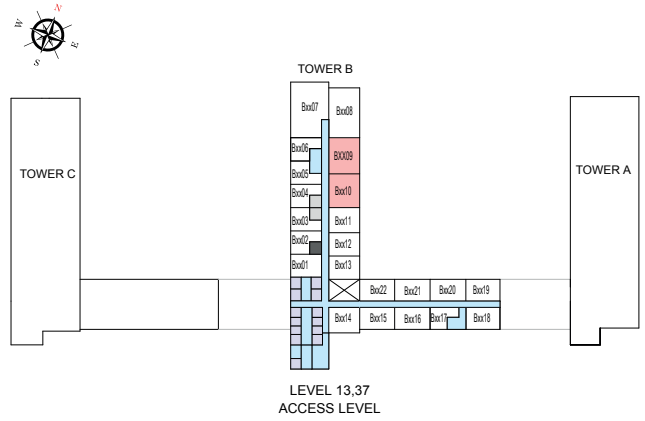 N
W
E
S
TOWER B
Bxx07
Bxx08
Bxx06
BXX09
Bxx05
TOWER C
TOWER A
Bxx04
Bxx10
Bxx03
Bxx11
Bxx02
Bxx12
Bxx01
Bxx13
Bxx22
Bxx21
Bxx20
Bxx19
Bxx14
Bxx15
Bxx16
Bxx17
Bxx18
LEVEL 13,37
ACCESS LEVEL